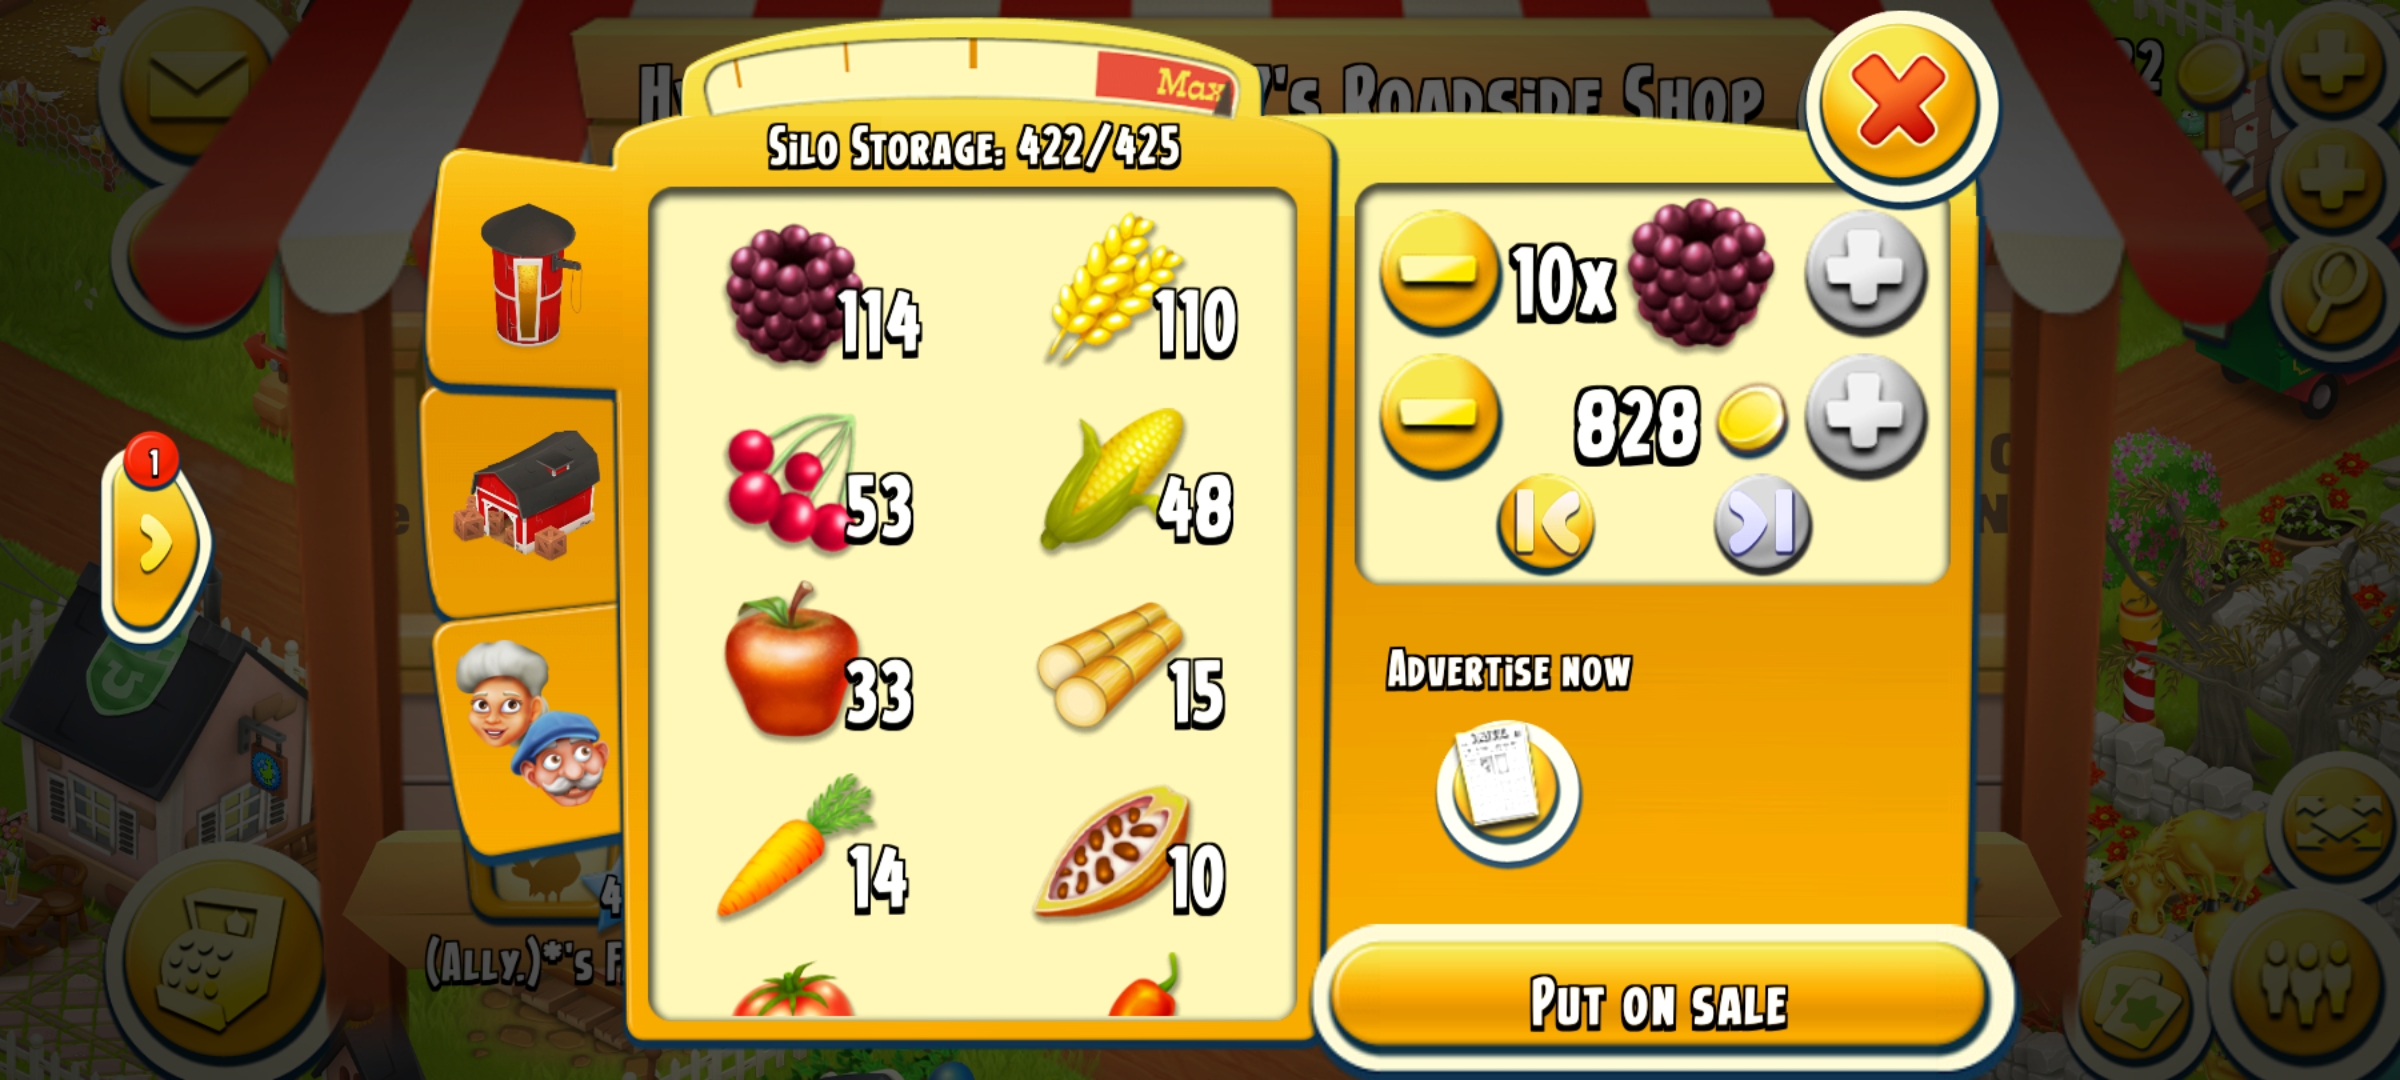 's Roadside Shop
Max
Silo Storage: 422/425
114
110
10x
828
53
48
1
33
15
Advertise now
14
10
(Ally.)*'s
Put on sale